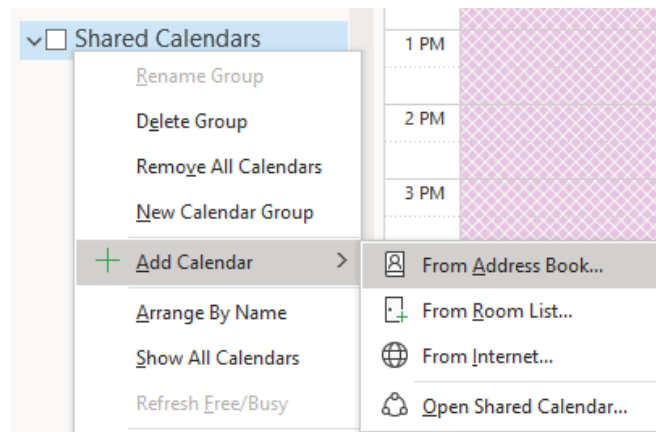 Shared Calendars
1 PM
Rename Group
Delete Group
2 PM
Remove All Calendars
3 PM
New Calendar Group
Add Calendar
From Address Book...
Arrange By Name
From Room List...
Show All Calendars
From Internet...
Refresh Free/Busy
Open Shared Calendar...